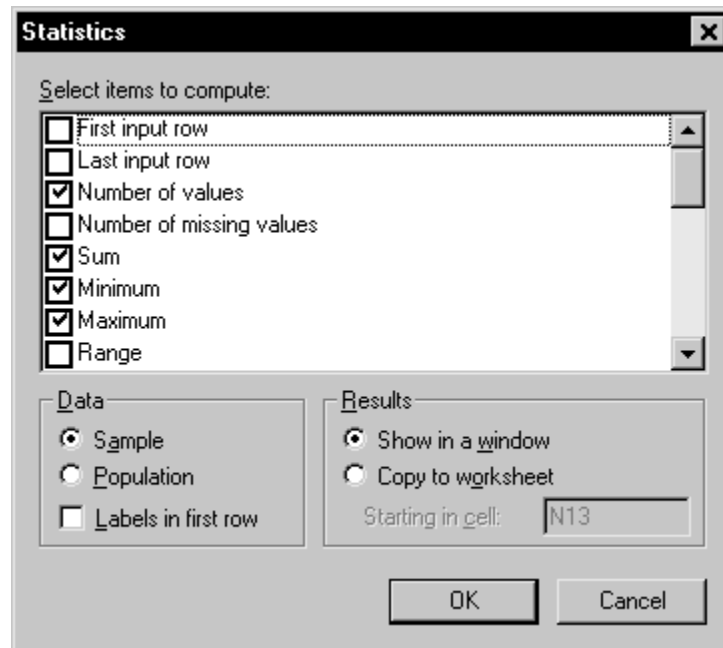 Statistics
Select items to compute:
First input row
Last input row
Number of values
Number of missing values
Sum
Minimum
Maximum
Range
Data
Sample
Population
Labels in first row
Results
Show in a window
Copy to worksheet
Starting in cell: N13
OK Cancel